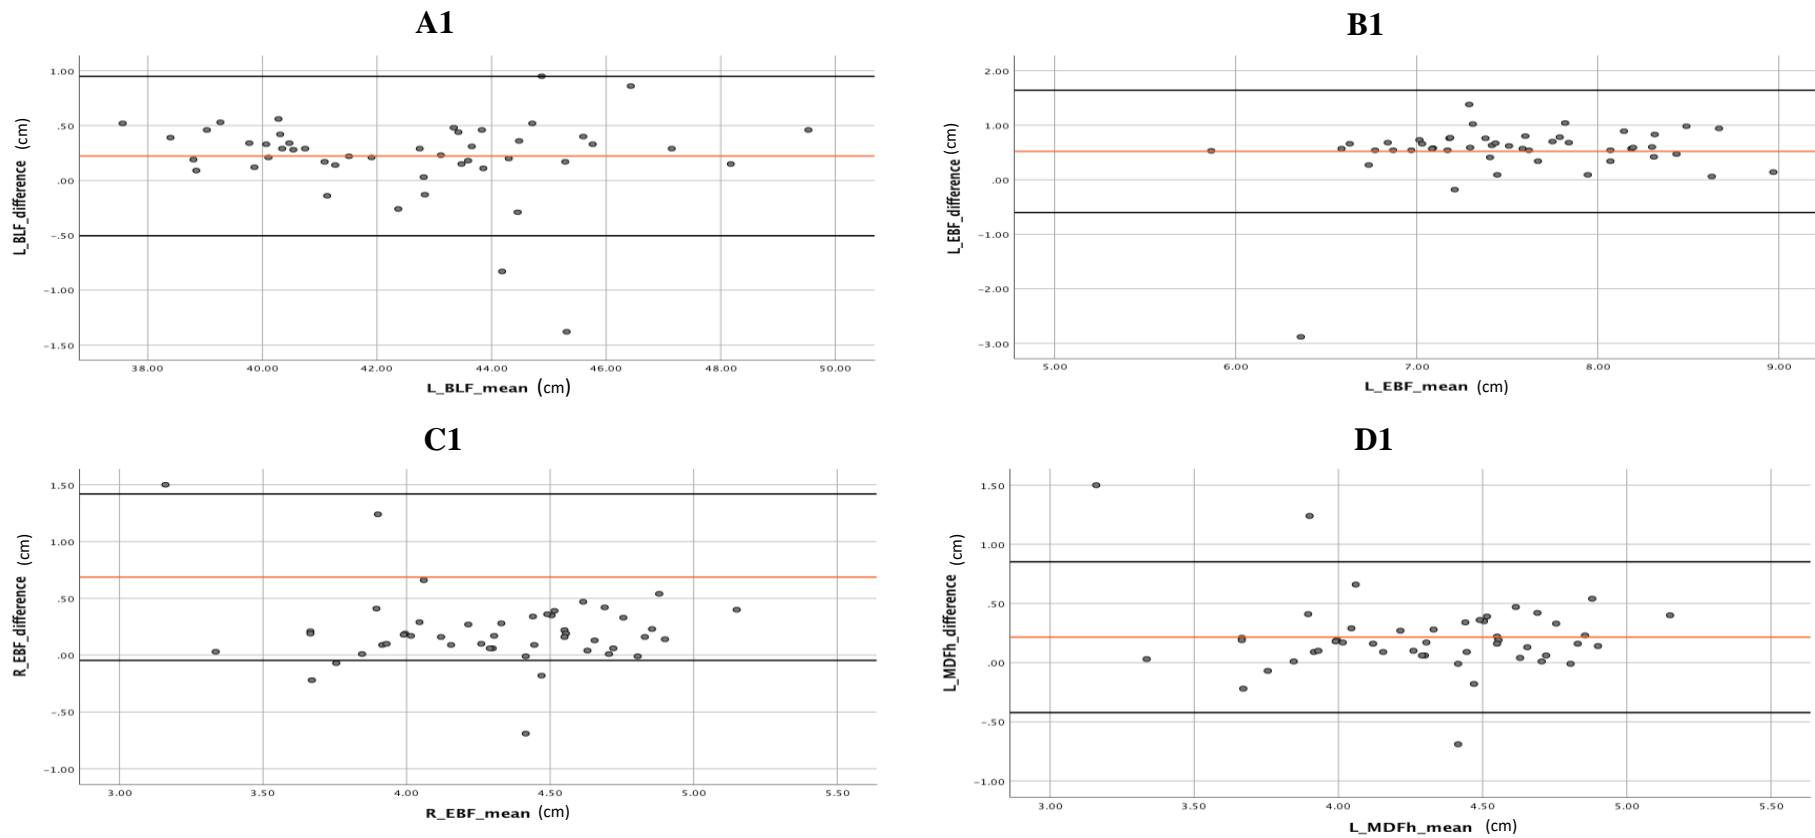 A1
1.00
.50
.00
-.50
-1.00
-1.50
L_BLF_difference (cm)
38.00 40.00 42.00 44.00 46.00 48.00 50.00
L_BLF_mean (cm)
B1
2.00
1.00
.00
-1.00
-2.00
-3.00
L_EBF_difference (cm)
5.00 6.00 7.00 8.00 9.00
L_EBF_mean (cm)
C1
1.50
1.00
.50
.00
-.50
-1.00
R_EBF_difference (cm)
3.00 3.50 4.00 4.50 5.00 5.50
R_EBF_mean (cm)
D1
1.50
1.00
.50
.00
-.50
-1.00
L_MDFh_difference (cm)
3.00 3.50 4.00 4.50 5.00 5.50
L_MDFh_mean (cm)